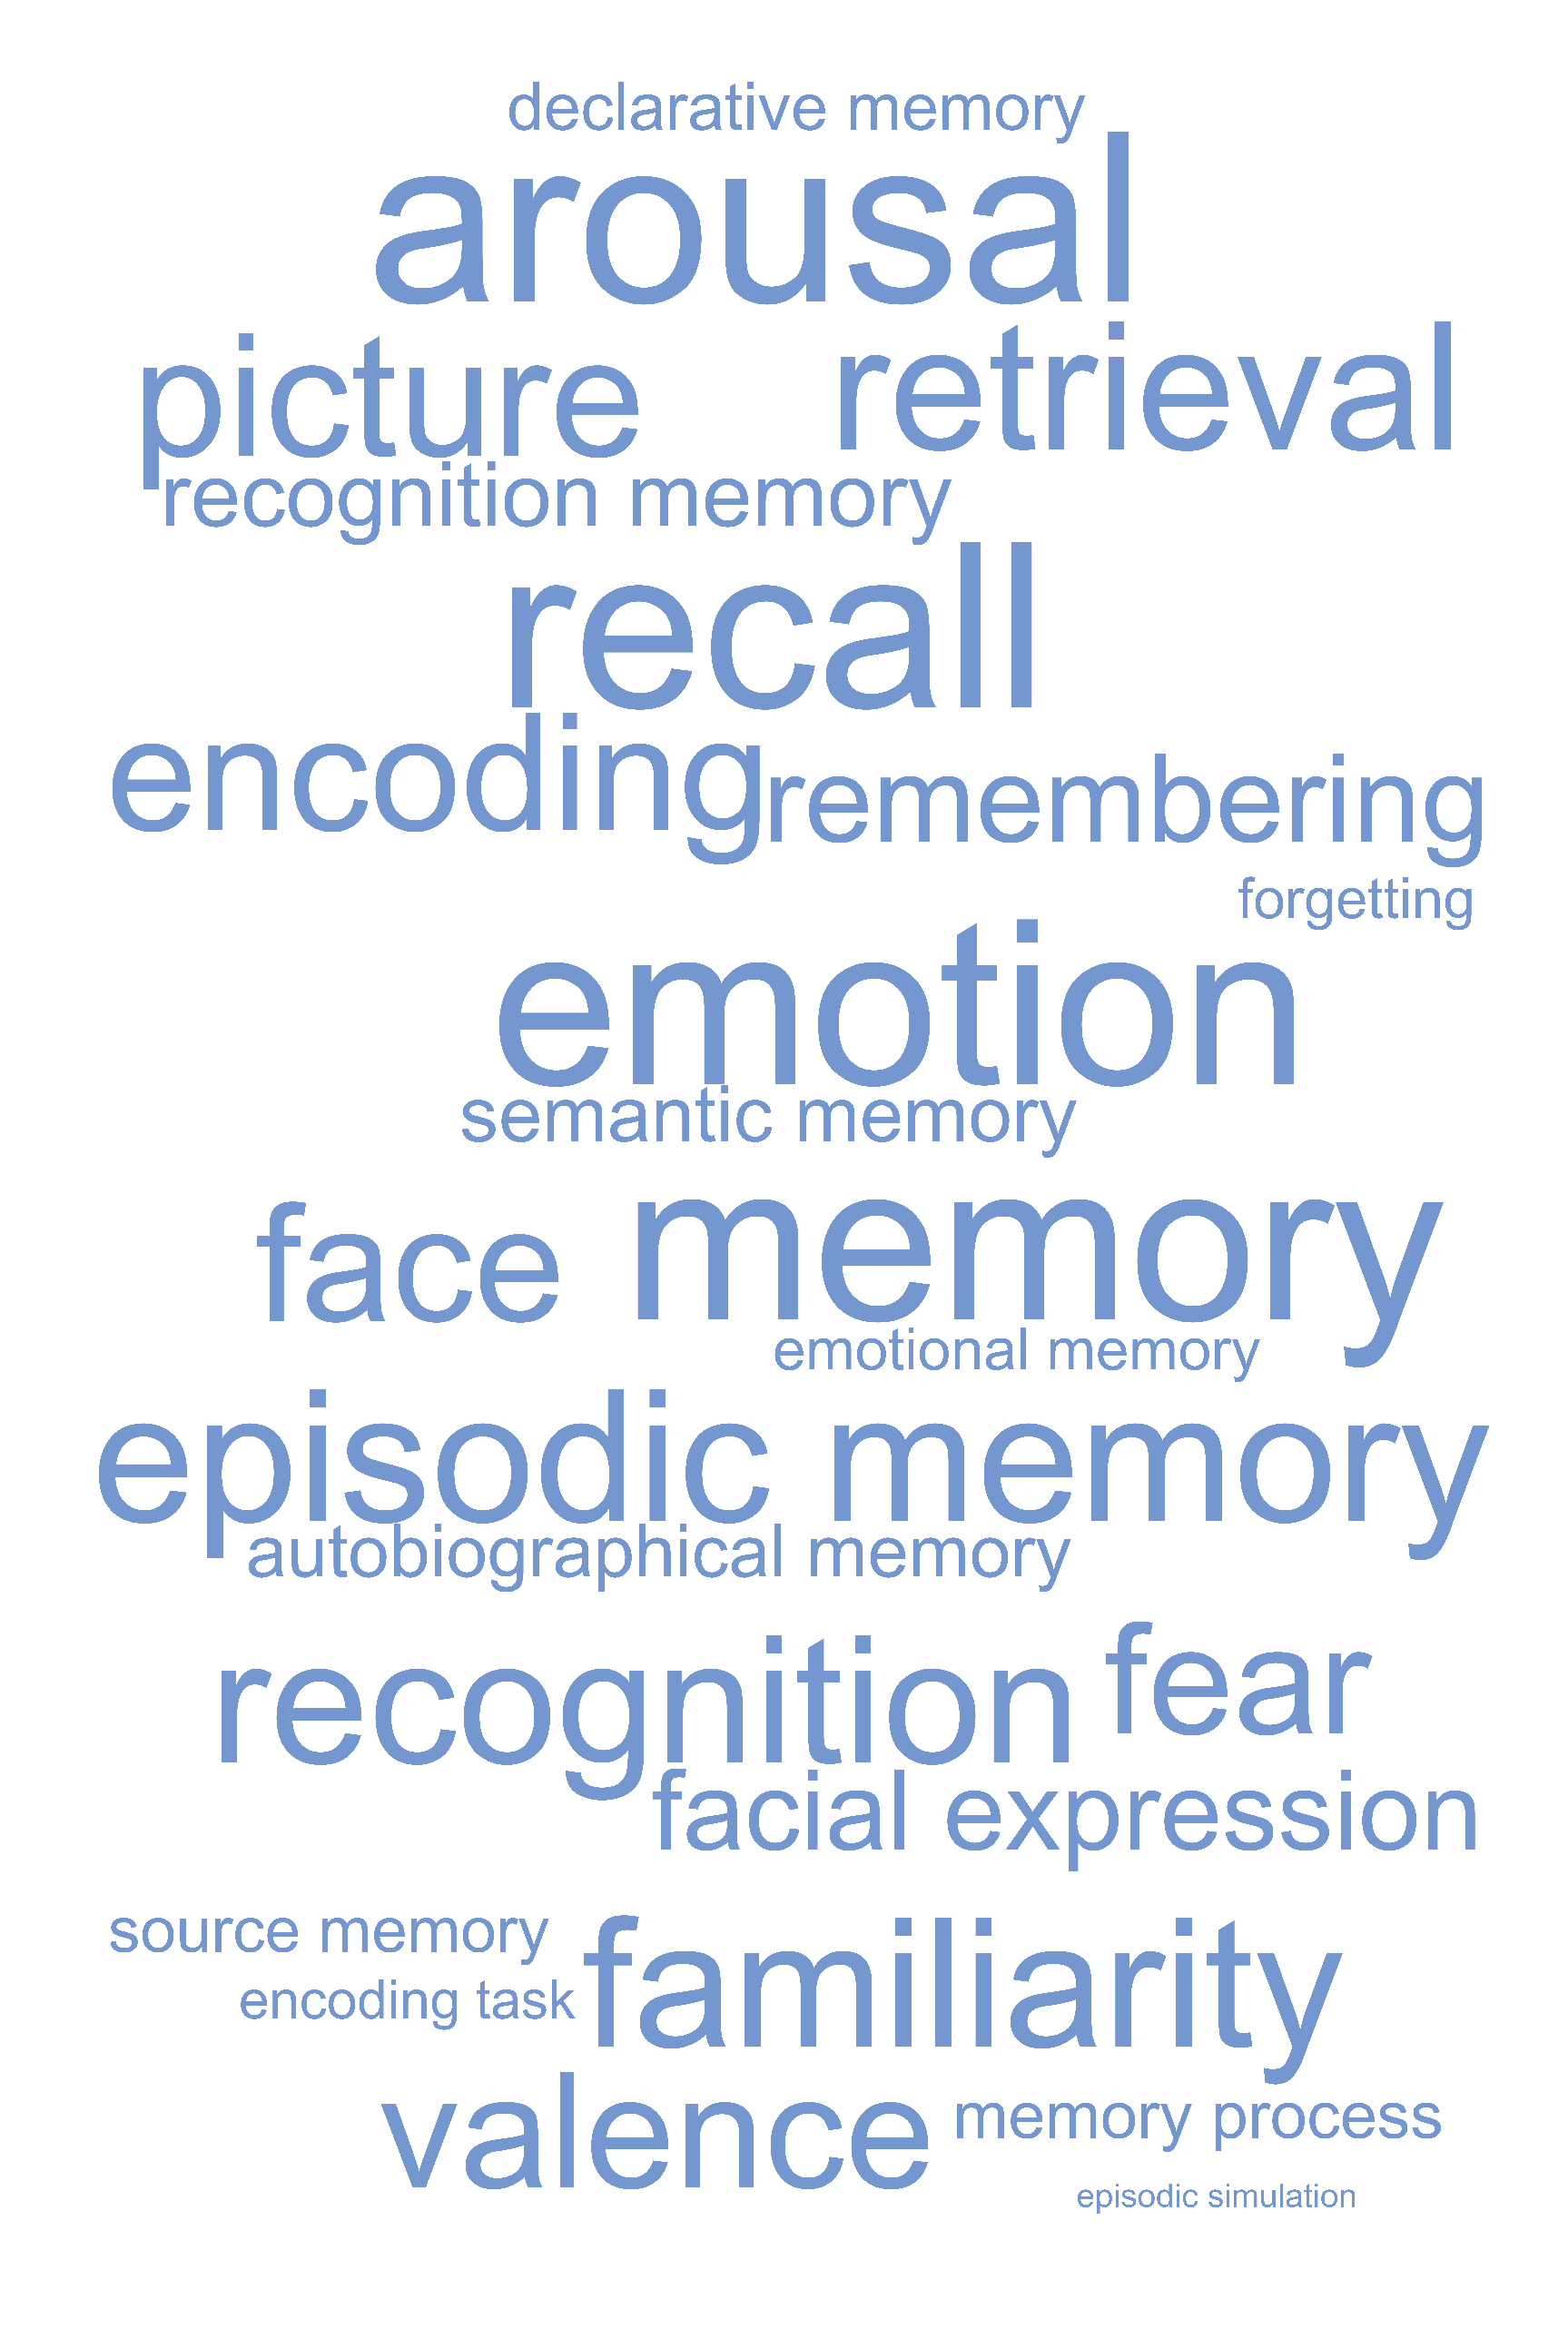 declarative memory
arousal
picture retrieval
recognition memory
recall
encoding remembering
forgetting
emotion
semantic memory
face memory
emotional memory
episodic memory
autobiographical memory
recognition fear
facial expression
source memory familiarity
encoding task
valence memory process
episodic simulation